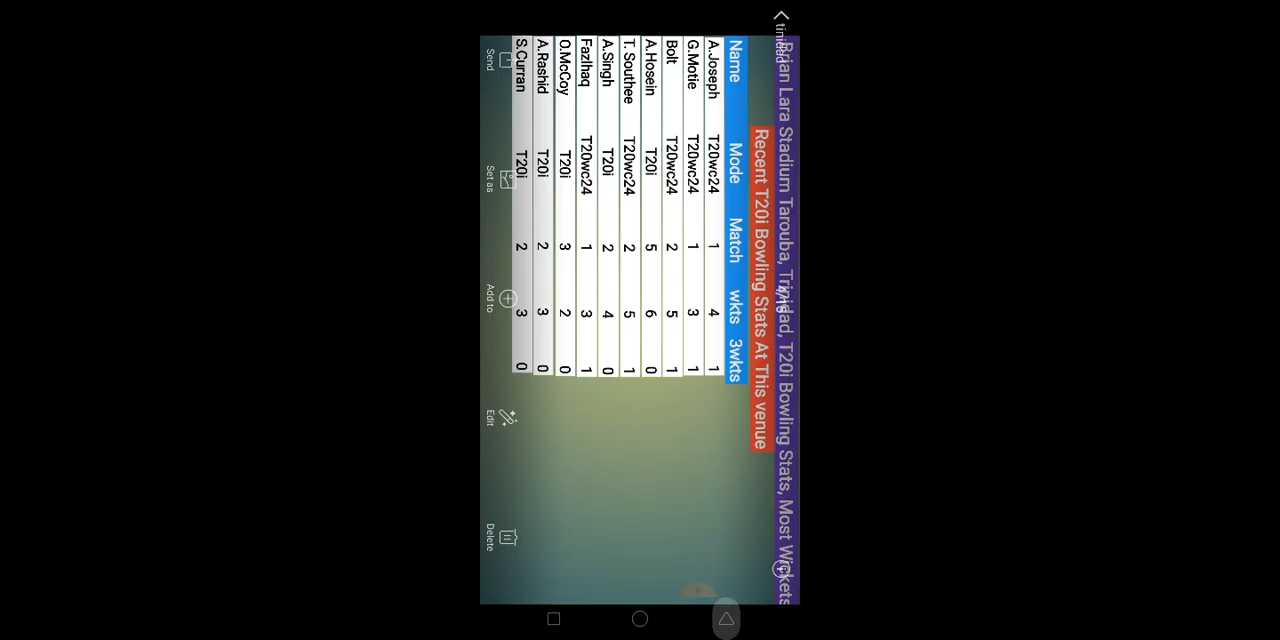 tinidad
Brian Lara Stadium Tarouba, Trinidad, T20i Bowling Stats, Most Wickets
Recent T20i Bowling Stats At This venue
Name Mode Match wkts 3wkts
A.Joseph T20wc24 1 4 1
G.Motie T20wc24 1 3 1
Bolt T20wc24 2 5 1
A.Hosein T20i 5 6 0
T. Southee T20wc24 2 5 1
A.Singh T20i 2 4 0
Fazlhaq T20wc24 1 3 1
O.McCoy T20i 3 2 0
A.Rashid T20i 2 3 0
S.Curran T20i 2 3 0
Send Set as Add to Edit Delete